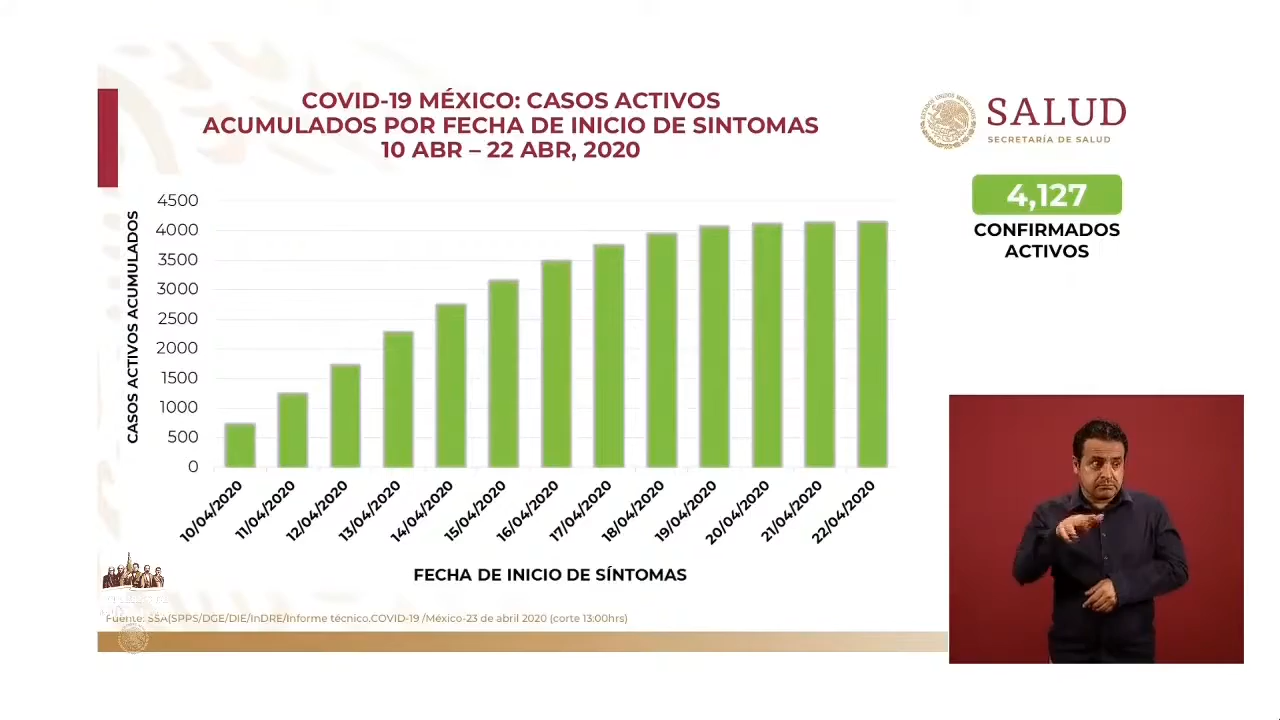 COVID-19 MÉXICO: CASOS ACTIVOS
ACUMULADOS POR FECHA DE INICIO DE SINTOMAS
10 ABR – 22 ABR, 2020
ESTADOS UNIDOS MEXICANOS
SALUD
SECRETARÍA DE SALUD
4,127
CONFIRMADOS
ACTIVOS
CASOS ACTIVOS ACUMULADOS
4500
4000
3500
3000
2500
2000
1500
1000
500
0
10/04/2020
11/04/2020
12/04/2020
13/04/2020
14/04/2020
15/04/2020
16/04/2020
17/04/2020
18/04/2020
19/04/2020
20/04/2020
21/04/2020
22/04/2020
FECHA DE INICIO DE SÍNTOMAS
Fuente: SSA(SPPS/DGE/DIE/InDRE/Informe técnico.COVID-19 /México-23 de abril 2020 (corte 13:00hrs)